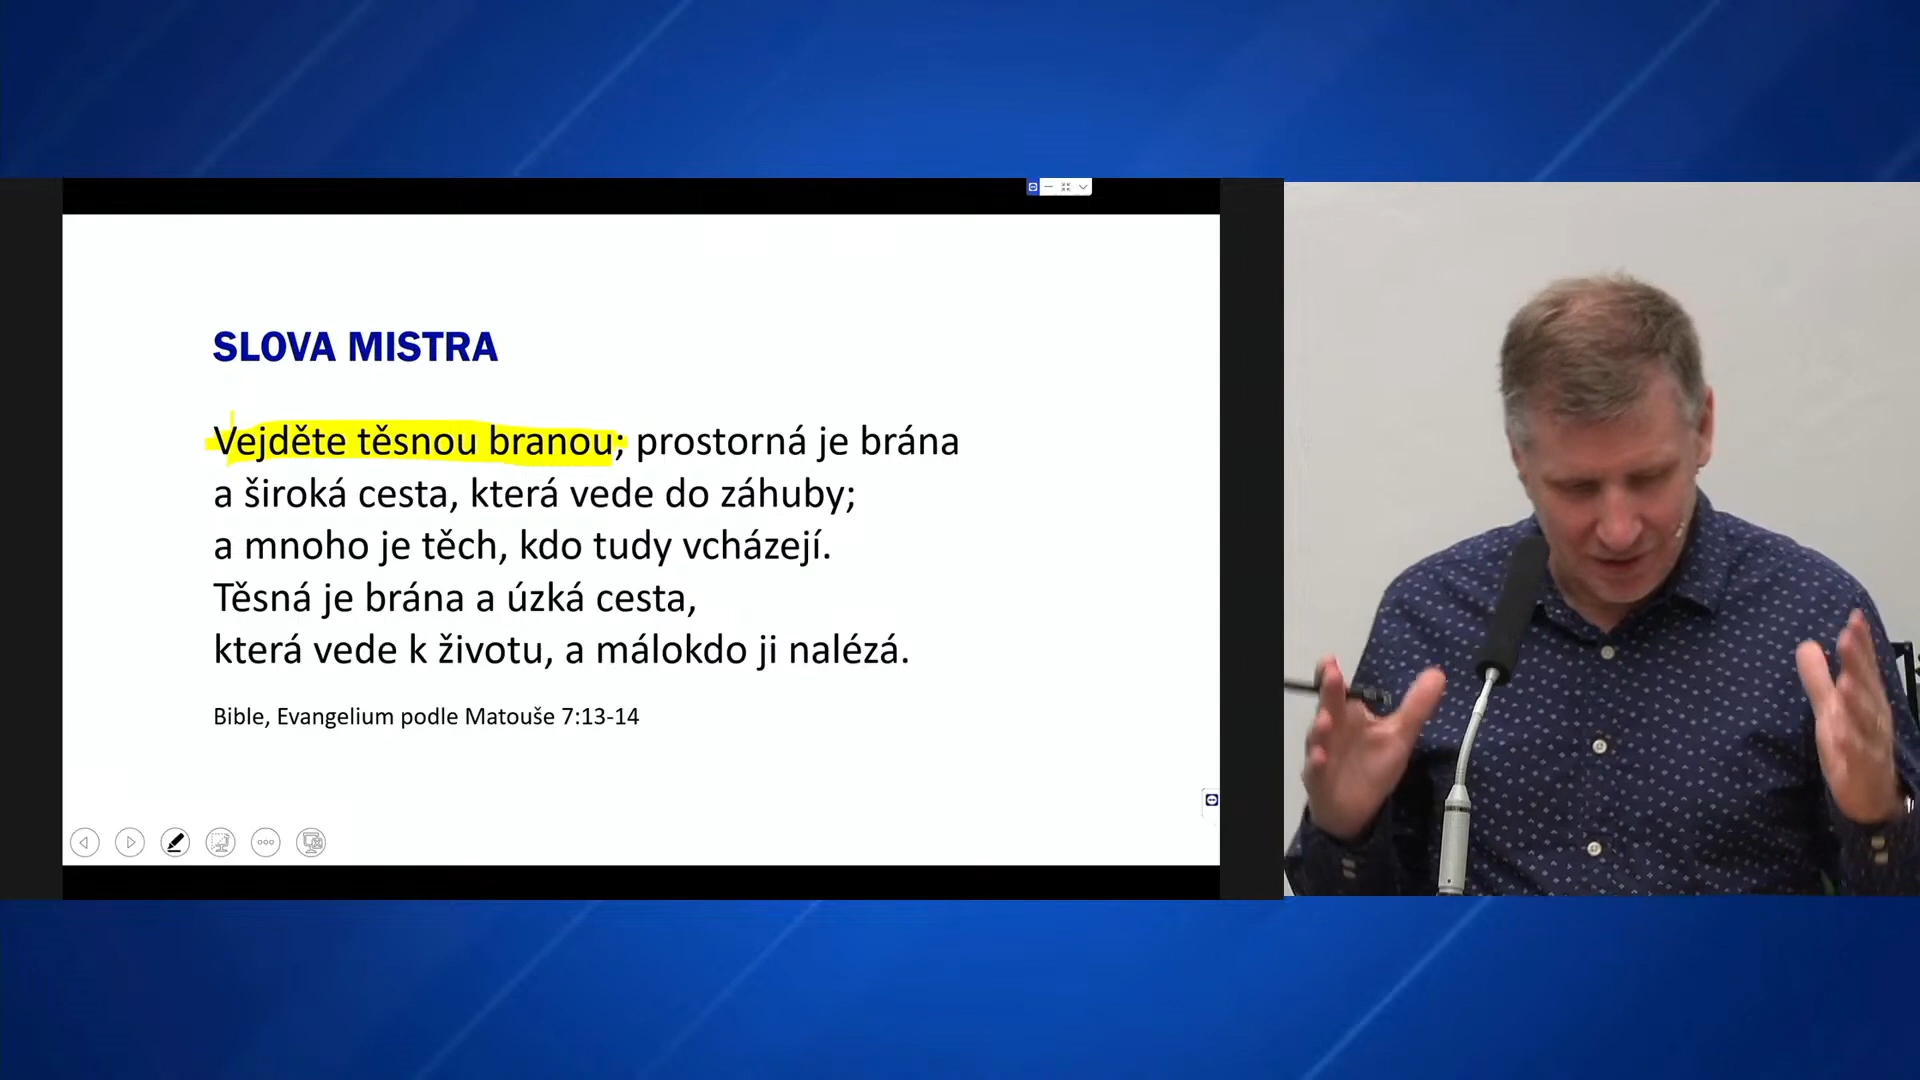 SLOVA MISTRA
Vejděte těsnou branou; prostorná je brána
a široká cesta, která vede do záhuby;
a mnoho je těch, kdo tudy vcházejí.
Těsná je brána a úzká cesta,
která vede k životu, a málokdo ji nalézá.
Bible, Evangelium podle Matouše 7:13-14